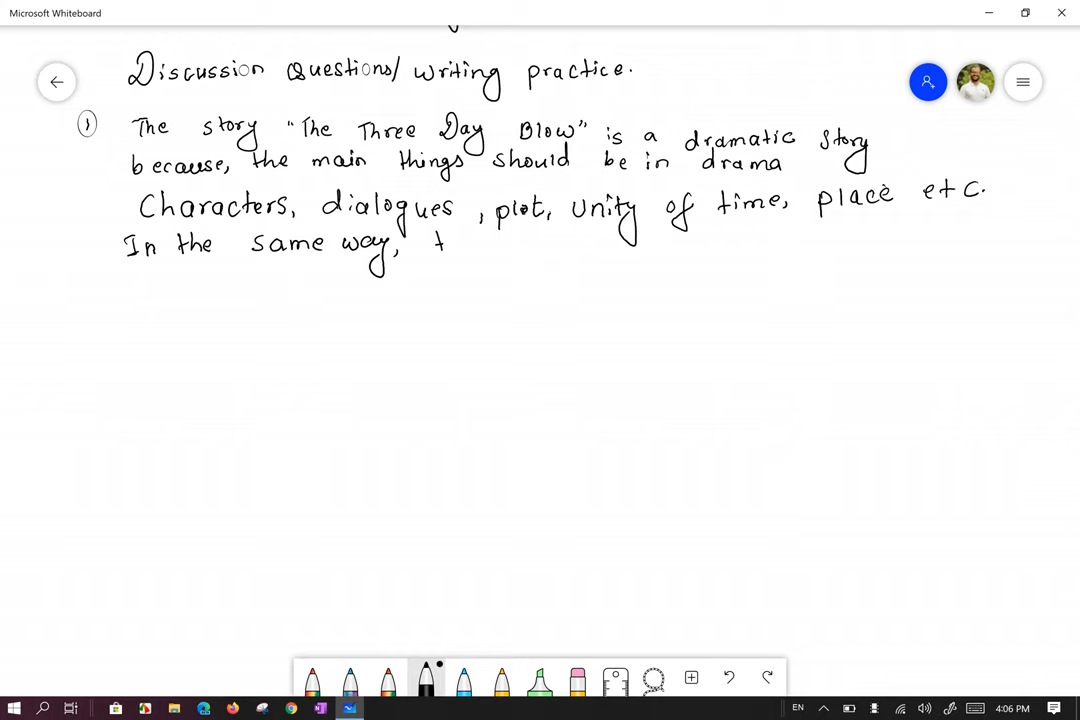 Microsoft Whiteboard
Discussion Questions/ writing practice.
1 The story "The Three Day Blow" is a dramatic story
because, the main things should be in drama
Characters, dialogues, plot, unity of time, place etc.
In the same way, t
EN 4:06 PM